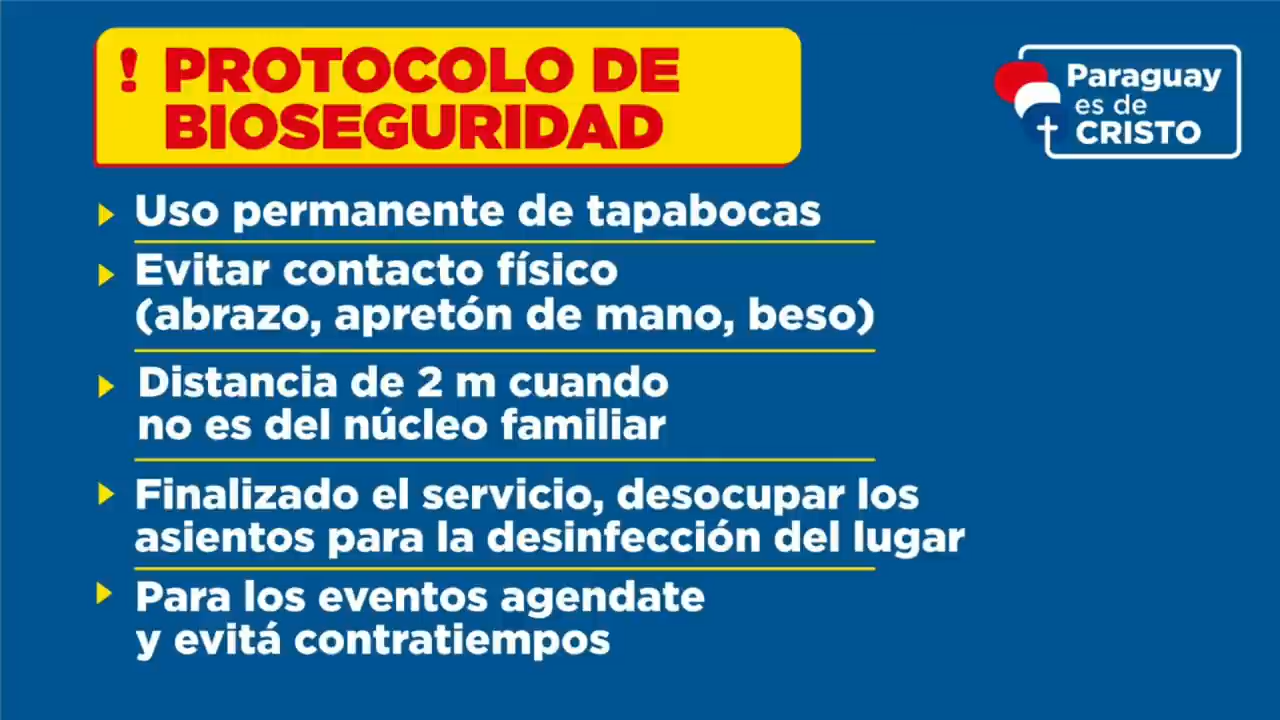 ! PROTOCOLO DE
BIOSEGURIDAD
Paraguay
es de
CRISTO
Uso permanente de tapabocas
Evitar contacto físico
(abrazo, apretón de mano, beso)
Distancia de 2 m cuando
no es del núcleo familiar
Finalizado el servicio, desocupar los
asientos para la desinfección del lugar
Para los eventos agendate
y evitá contratiempos